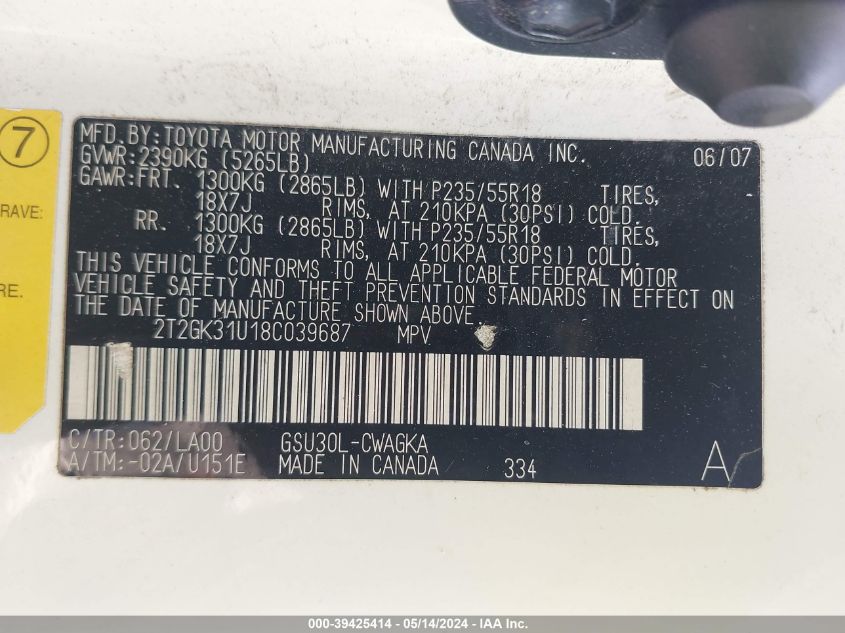 7
RAVE:
RE.
MFD.BY:TOYOTA MOTOR MANUFACTURING CANADA INC. 06/07
GVWR:2390KG (5265LB)
GAWR:FRT. 1300KG (2865LB) WITH P235/55R18 TIRES,
18X7J RIMS, AT 210KPA (30PSI) COLD.
RR. 1300KG (2865LB) WITH P235/55R18 TIRES,
18X7J RIMS, AT 210KPA (30PSI) COLD.
THIS VEHICLE CONFORMS TO ALL APPLICABLE FEDERAL MOTOR
VEHICLE SAFETY AND THEFT PREVENTION STANDARDS IN EFFECT ON
THE DATE OF MANUFACTURE SHOWN ABOVE.
2T2GK31U18C039687 MPV
C/TR:062/LA00 GSU30L-CWAGKA
A/TM:-02A/U151E MADE IN CANADA 334 A
000-39425414 - 05/14/2024 - IAA Inc.